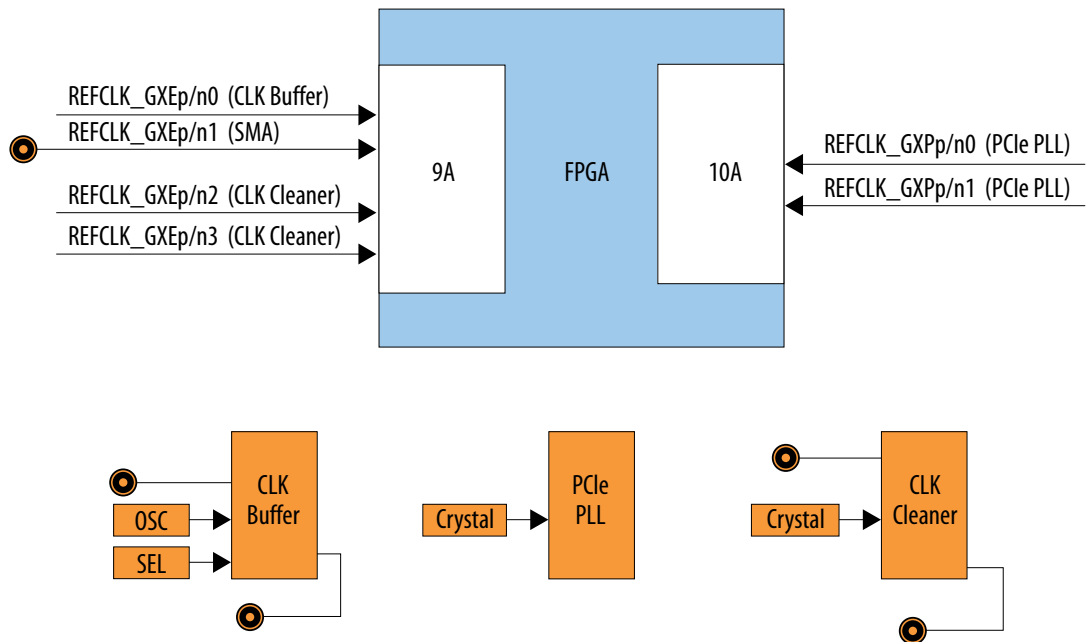 REFCLK_GXEp/n0 (CLK Buffer)
REFCLK_GXEp/n1 (SMA)
REFCLK_GXEp/n2 (CLK Cleaner)
REFCLK_GXEp/n3 (CLK Cleaner)
9A
FPGA
10A
REFCLK_GXPp/n0 (PCIe PLL)
REFCLK_GXPp/n1 (PCIe PLL)
CLK
Buffer
OSC
SEL
Crystal
PCIe
PLL
Crystal
CLK
Cleaner